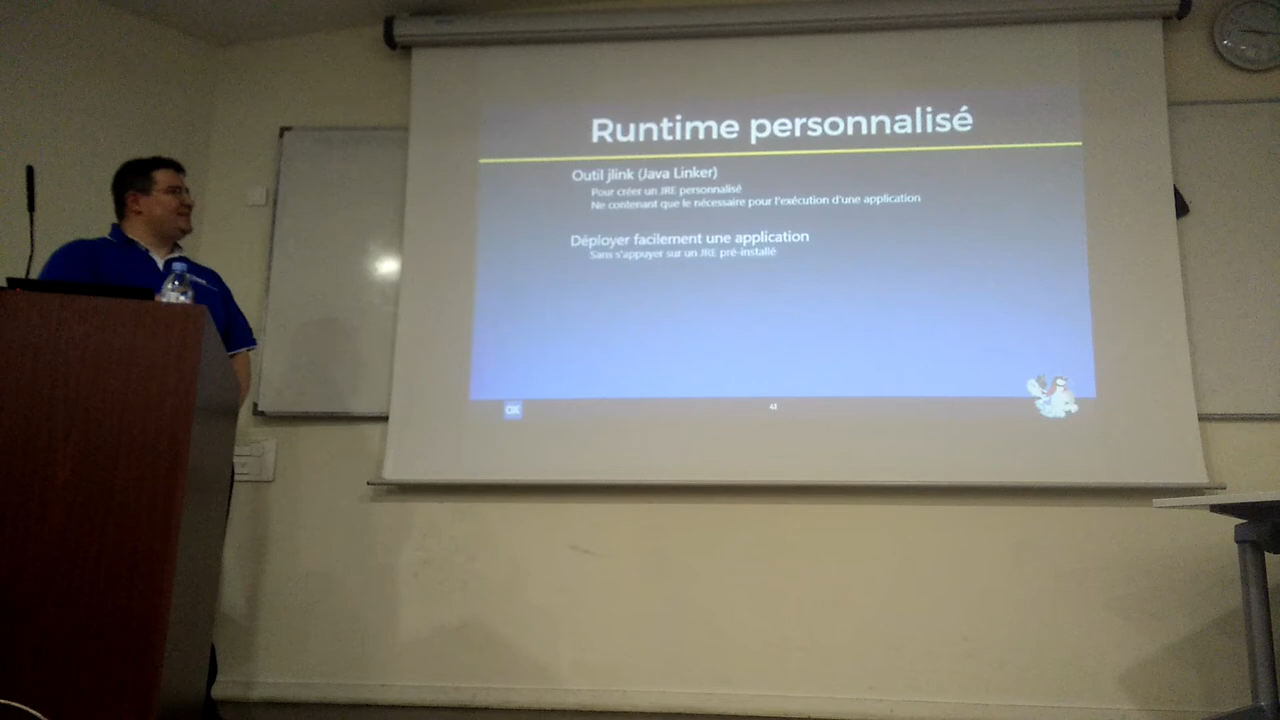 Runtime personnalisé
Outil jlink (Java Linker)
Pour créer un JRE personnalisé
Ne contenant que le nécessaire pour l'exécution d'une application
Déployer facilement une application
Sans s'appuyer sur un JRE pré-installé